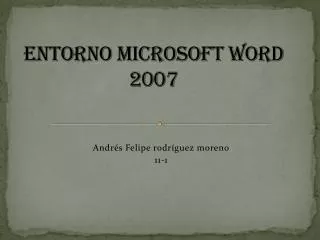 ENTORNO MICROSOFT WORD
2007
Andrés Felipe rodríguez moreno
11-1